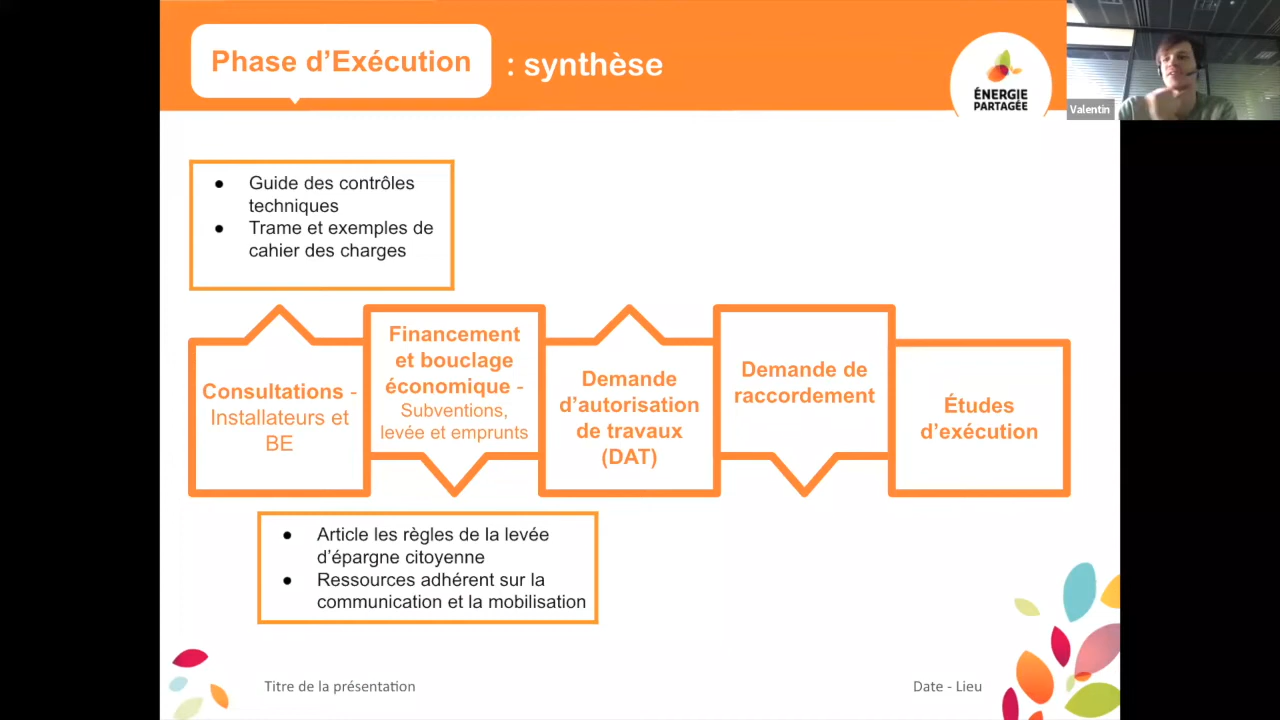 Phase d’Exécution : synthèse
ÉNERGIE
PARTAGÉE
Valentin
● Guide des contrôles
techniques
● Trame et exemples de
cahier des charges
Consultations -
Installateurs et
BE
Financement
et bouclage
économique -
Subventions,
levée et emprunts
Demande
d’autorisation
de travaux
(DAT)
Demande de
raccordement
Études
d’exécution
● Article les règles de la levée
d’épargne citoyenne
● Ressources adhérent sur la
communication et la mobilisation
Titre de la présentation
Date - Lieu